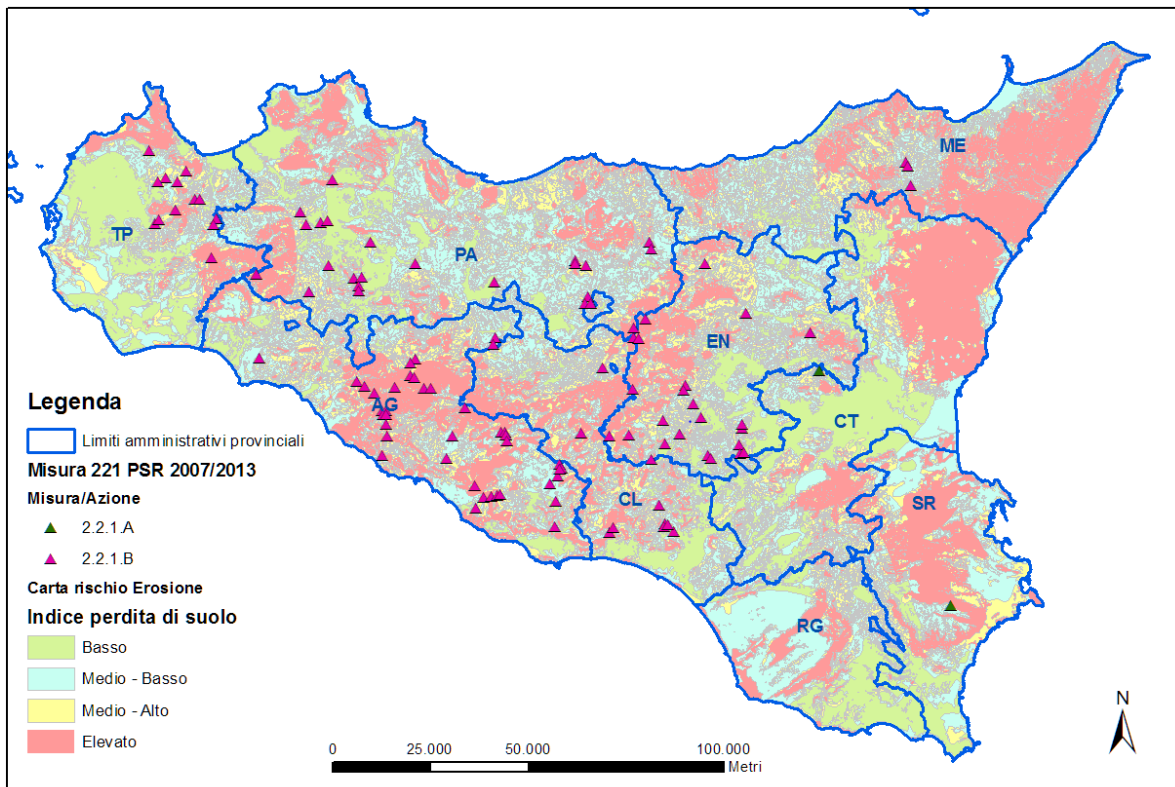 ME
TP
PA
EN
AG
CT
CL
SR
RG
Legenda
Limiti amministrativi provinciali
Misura 221 PSR 2007/2013
Misura/Azione
2.2.1.A
2.2.1.B
Carta rischio Erosione
Indice perdita di suolo
Basso
Medio - Basso
Medio - Alto
Elevato
0 25.000 50.000 100.000
Metri
N